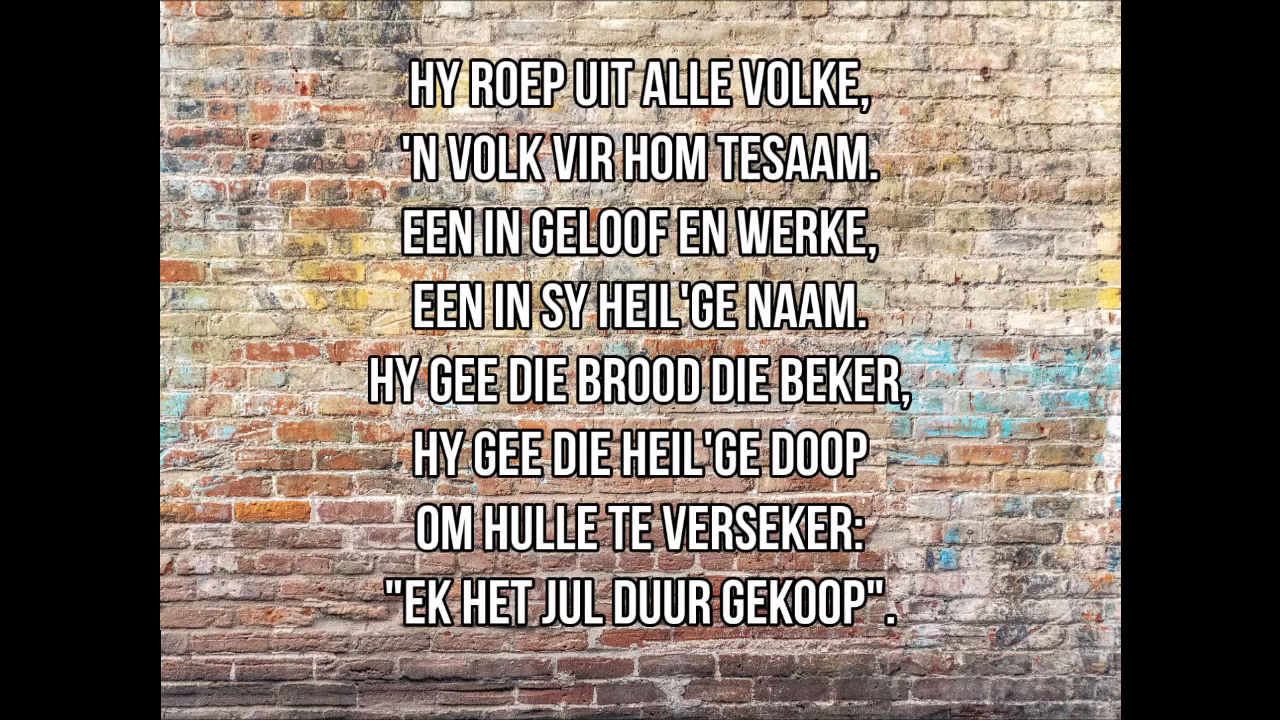 HY ROEP UIT ALLE VOLKE,
'N VOLK VIR HOM TESAAM.
EEN IN GELOOF EN WERKE,
EEN IN SY HEIL'GE NAAM.
HY GEE DIE BROOD DIE BEKER,
HY GEE DIE HEIL'GE DOOP
OM HULLE TE VERSEKER:
"EK HET JUL DUUR GEKOOP".